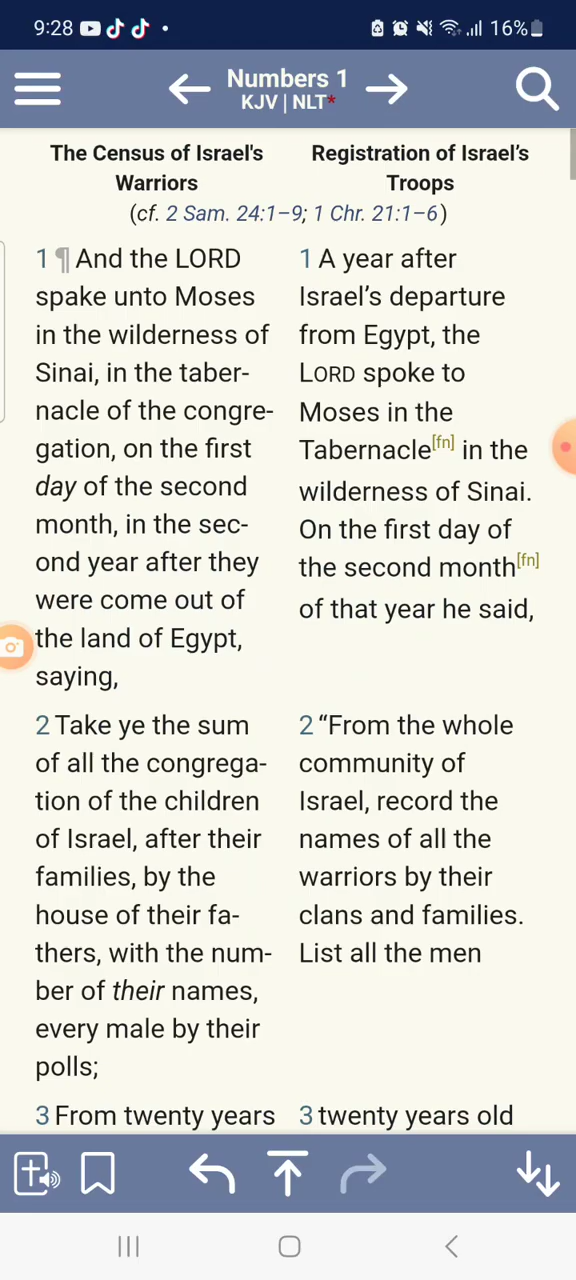 9:28
16%
Numbers 1
KJV | NLT*
The Census of Israel's
Warriors
Registration of Israel’s
Troops
(cf. 2 Sam. 24:1–9; 1 Chr. 21:1–6)
1 ¶ And the LORD
spake unto Moses
in the wilderness of
Sinai, in the taber-
nacle of the congre-
gation, on the first
day of the second
month, in the sec-
ond year after they
were come out of
the land of Egypt,
saying,
1 A year after
Israel’s departure
from Egypt, the
LORD spoke to
Moses in the
Tabernacle[fn] in the
wilderness of Sinai.
On the first day of
the second month[fn]
of that year he said,
2 Take ye the sum
of all the congrega-
tion of the children
of Israel, after their
families, by the
house of their fa-
thers, with the num-
ber of their names,
every male by their
polls;
2 “From the whole
community of
Israel, record the
names of all the
warriors by their
clans and families.
List all the men
3 From twenty years
3 twenty years old